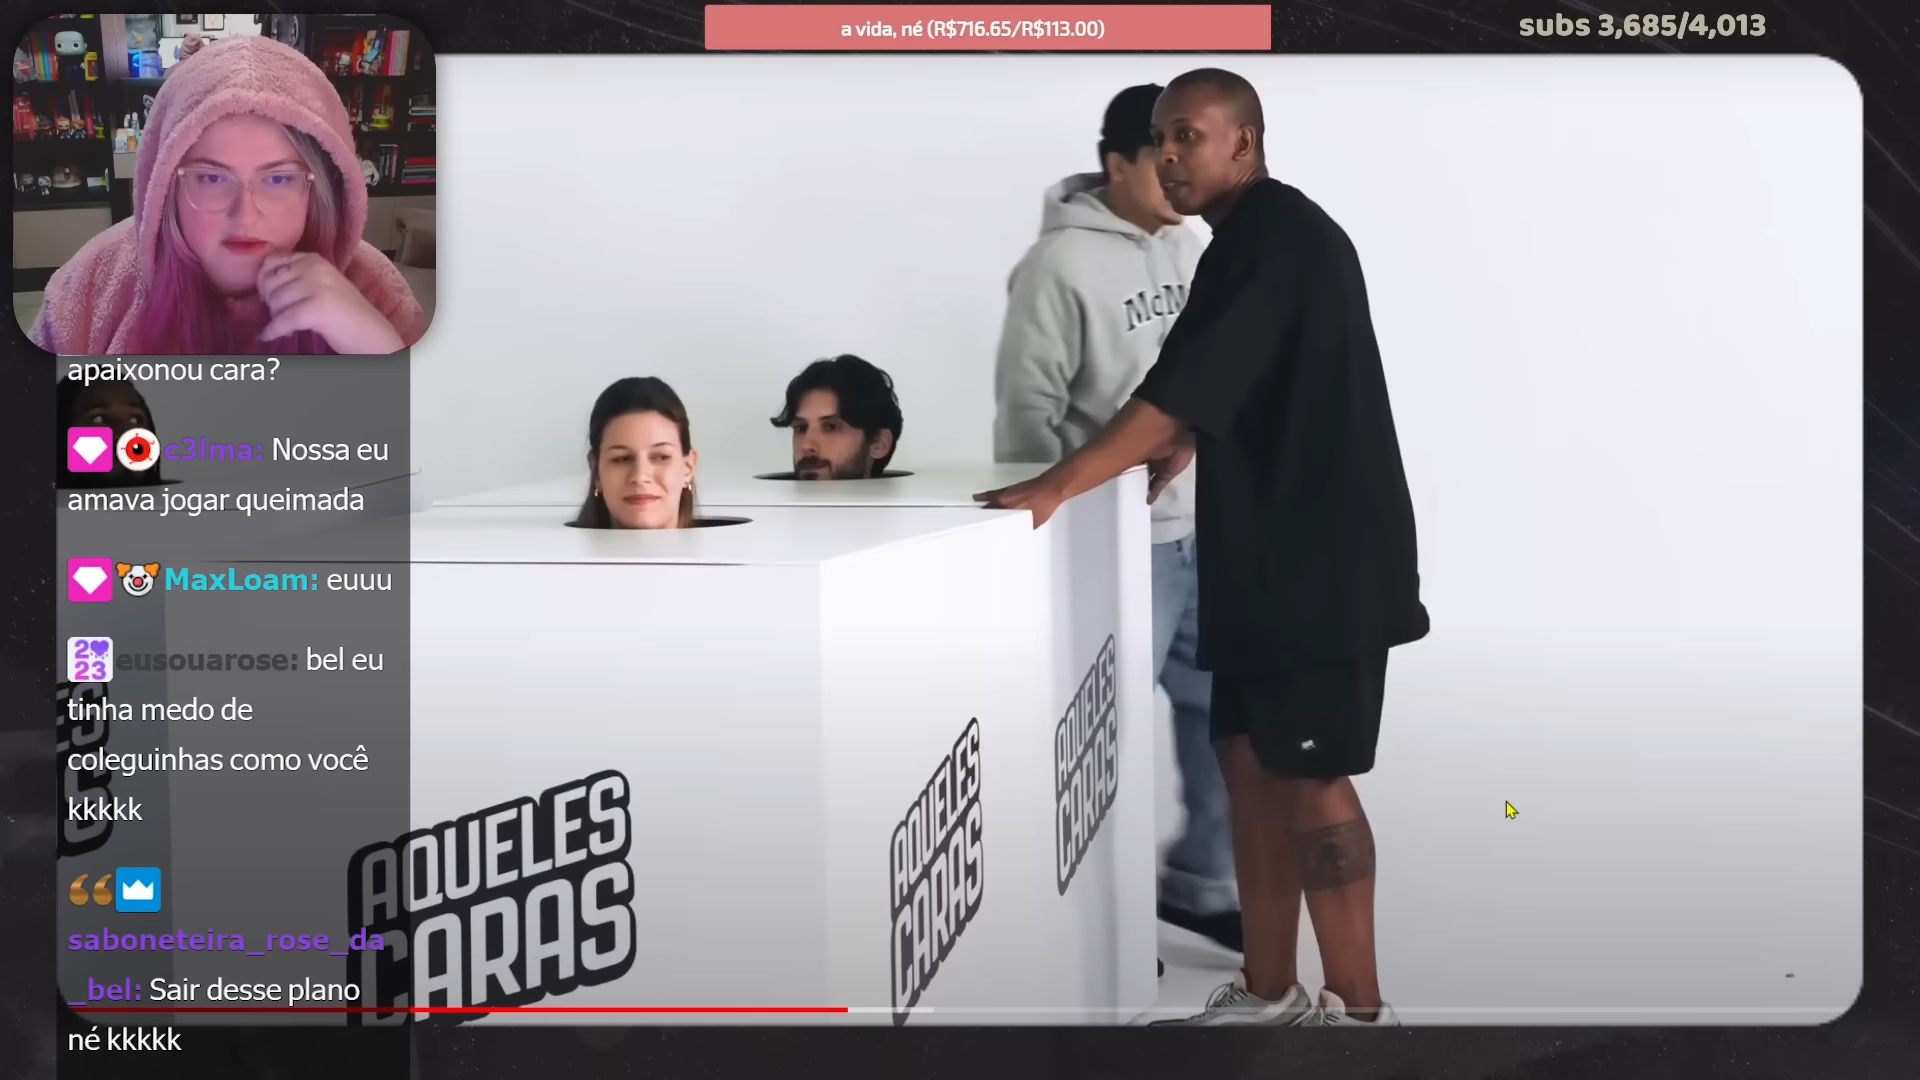 a vida, né (R$716.65/R$113.00)
subs 3,685/4,013
McM
apaixonou cara?
c3lma: Nossa eu
amava jogar queimada
MaxLoam: euuu
2023
eusouarose: bel eu
tinha medo de
coleguinhas como você
kkkkk
saboneteira_rose_da
_bel: Sair desse plano
né kkkkk
AQUELES
CARAS
AQUELES
CARAS
AQUELES
CARAS